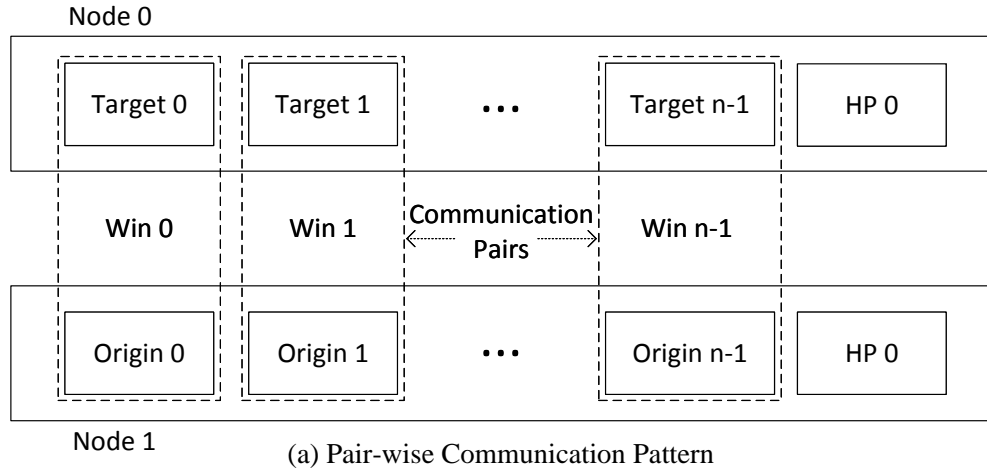 Node 0
Target 0
Target 1
...
Target n-1
HP 0
Win 0
Win 1
Communication
Pairs
Win n-1
Origin 0
Origin 1
...
Origin n-1
HP 0
Node 1
(a) Pair-wise Communication Pattern